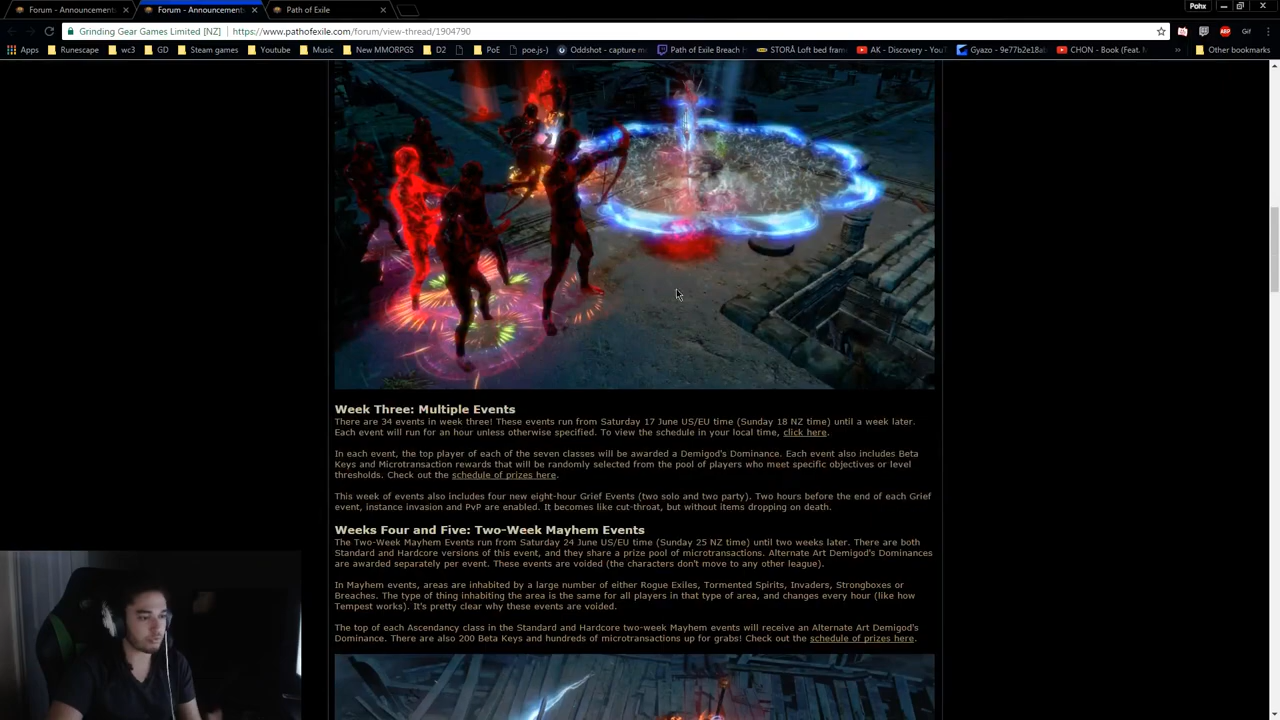 Forum - Announcement
Forum - Announcement
Path of Exile
Pohx
Grinding Gear Games Limited [NZ]
https://www.pathofexile.com/forum/view-thread/1904790
Apps
Runescape
wc3
GD
Steam games
Youtube
Music
New MMORPGS
D2
PoE
poe.js-)
Oddshot - capture m
Path of Exile Breach H
STORÅ Loft bed fram
AK - Discovery - You
Gyazo - 9e77b2e18ab
CHON - Book (Feat. M
»
Other bookmarks
Week Three: Multiple Events
There are 34 events in week three! These events run from Saturday 17 June US/EU time (Sunday 18 NZ time) until a week later.
Each event will run for an hour unless otherwise specified. To view the schedule in your local time, click here.
In each event, the top player of each of the seven classes will be awarded a Demigod's Dominance. Each event also includes Beta
Keys and Microtransaction rewards that will be randomly selected from the pool of players who meet specific objectives or level
thresholds. Check out the schedule of prizes here.
This week of events also includes four new eight-hour Grief Events (two solo and two party). Two hours before the end of each Grief
event, instance invasion and PvP are enabled. It becomes like cut-throat, but without items dropping on death.
Weeks Four and Five: Two-Week Mayhem Events
The Two-Week Mayhem Events run from Saturday 24 June US/EU time (Sunday 25 NZ time) until two weeks later. There are both
Standard and Hardcore versions of this event, and they share a prize pool of microtransactions. Alternate Art Demigod's Dominances
are awarded separately per event. These events are voided (the characters don't move to any other league).
In Mayhem events, areas are inhabited by a large number of either Rogue Exiles, Tormented Spirits, Invaders, Strongboxes or
Breaches. The type of thing inhabiting the area is the same for all players in that type of area, and changes every hour (like how
Tempest works). It's pretty clear why these events are voided.
The top of each Ascendancy class in the Standard and Hardcore two-week Mayhem events will receive an Alternate Art Demigod's
Dominance. There are also 200 Beta Keys and hundreds of microtransactions up for grabs! Check out the schedule of prizes here.